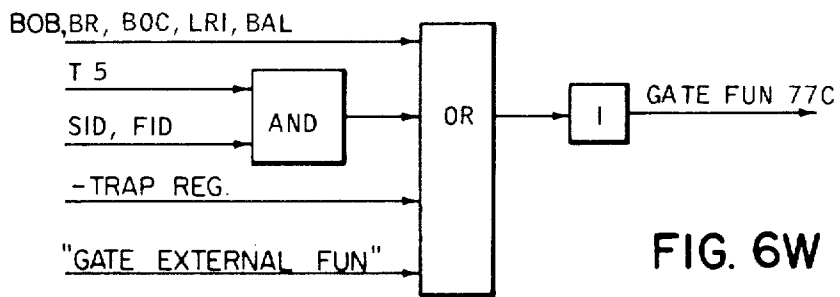 BOB, BR, BOC, LRI, BAL
T 5
SID, FID
AND
OR
I
GATE FUN 77C
-TRAP REG.
"GATE EXTERNAL FUN"
FIG. 6W